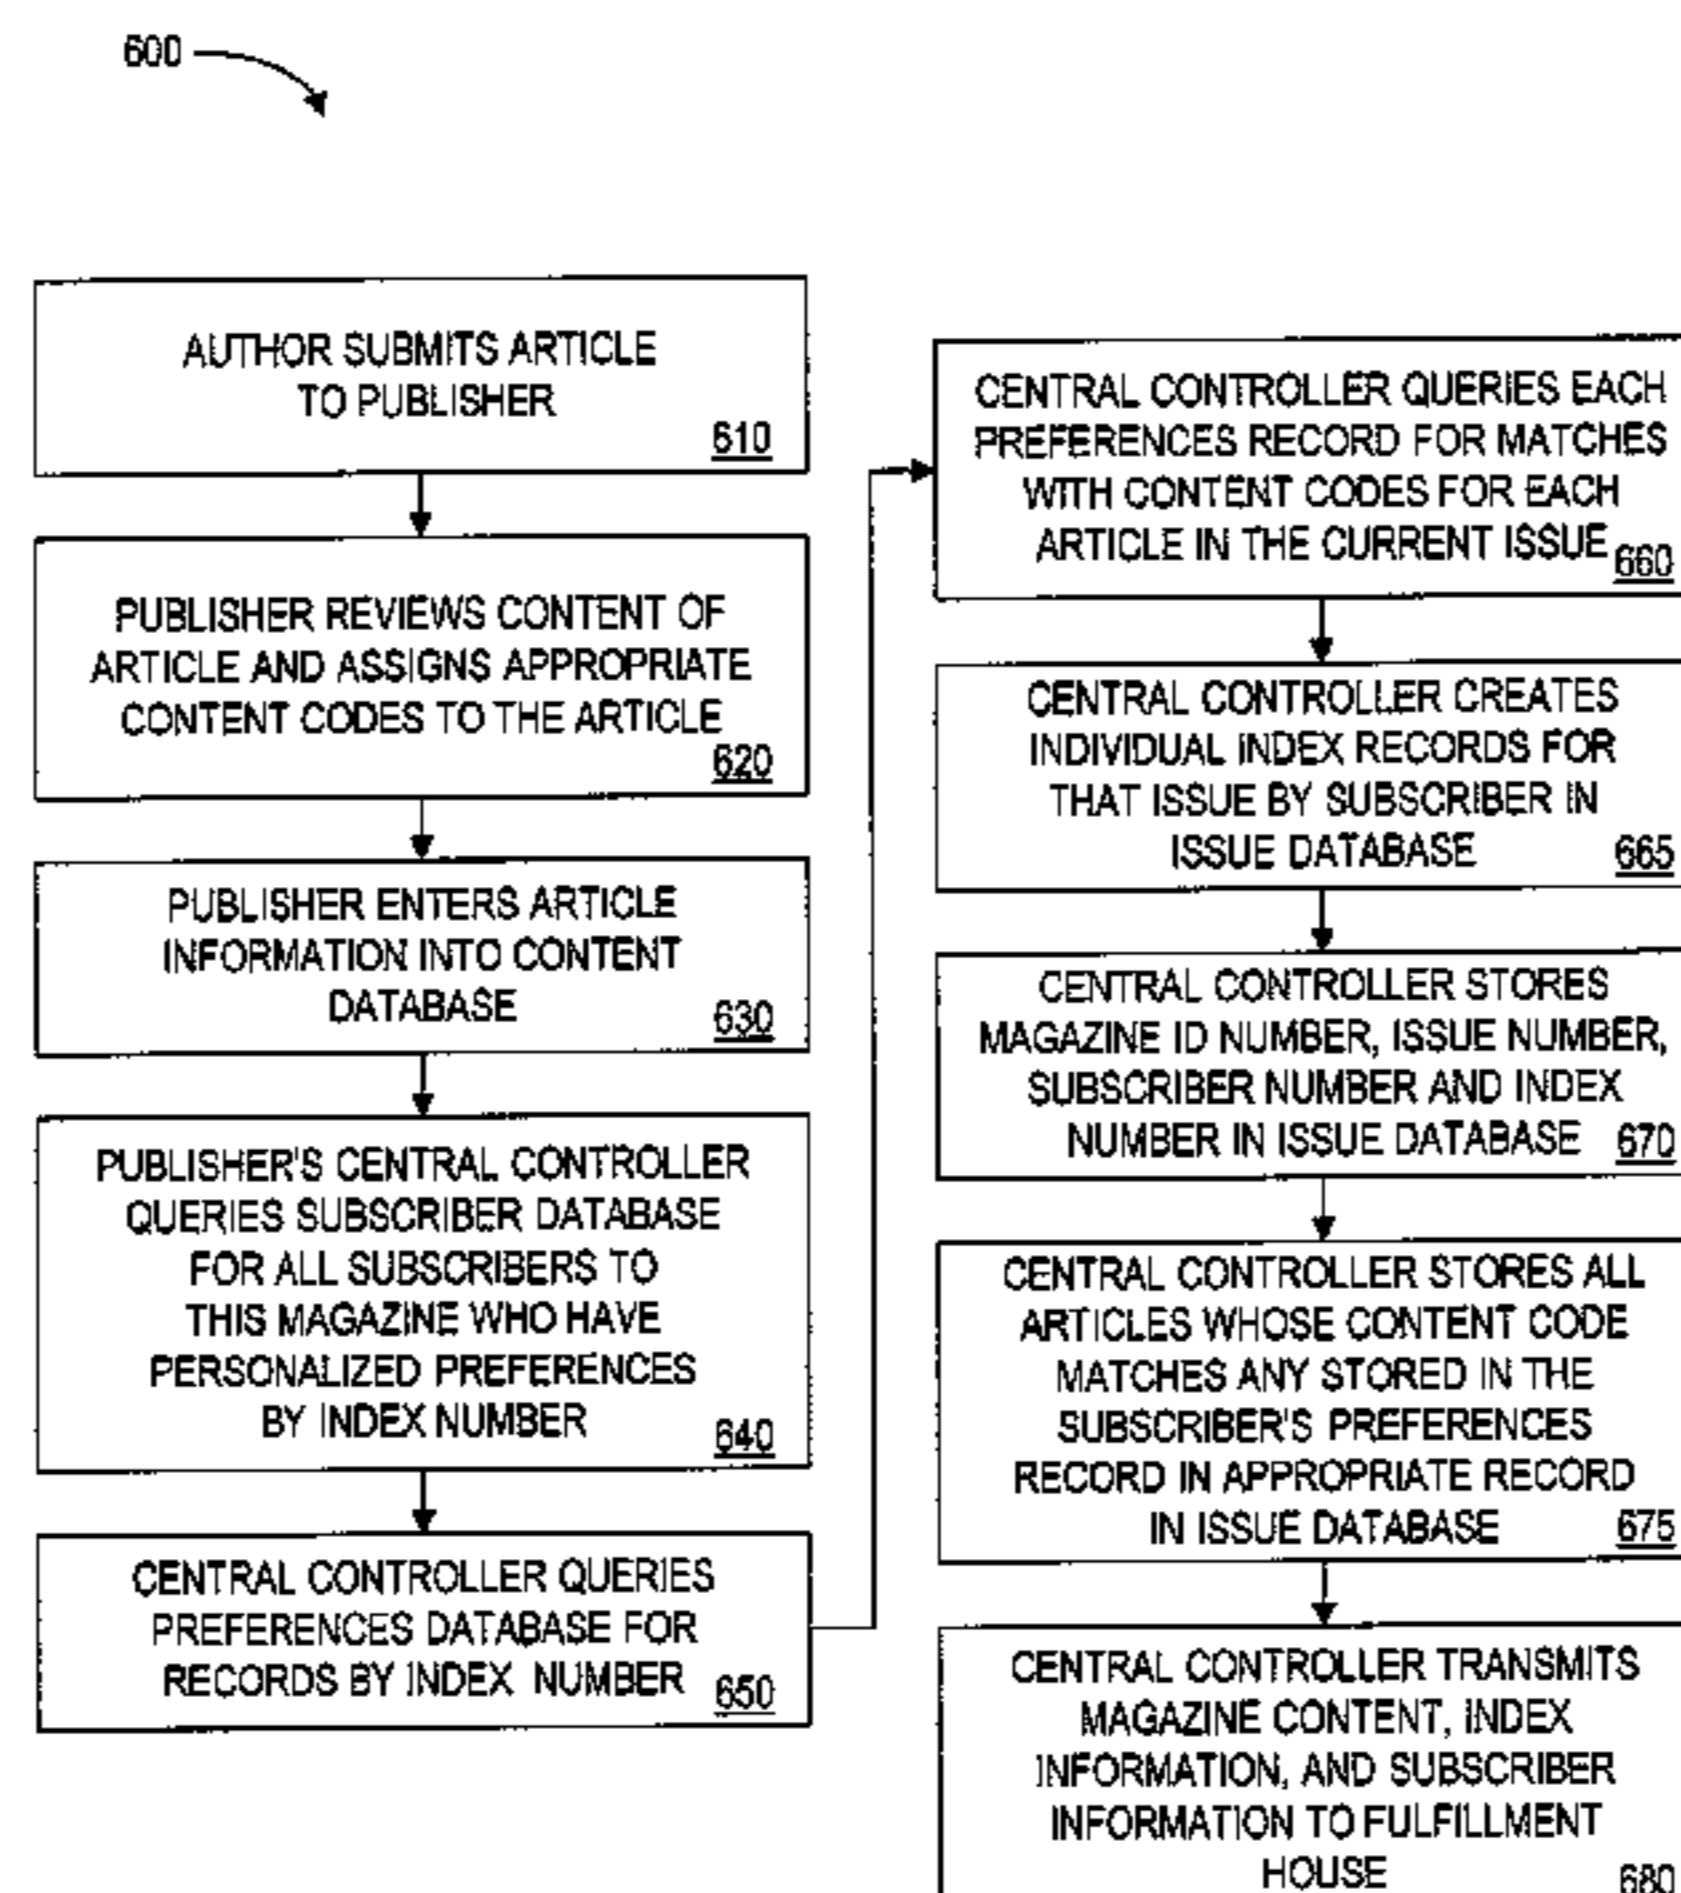 600
AUTHOR SUBMITS ARTICLE
TO PUBLISHER
610
PUBLISHER REVIEWS CONTENT OF
ARTICLE AND ASSIGNS APPROPRIATE
CONTENT CODES TO THE ARTICLE
620
PUBLISHER ENTERS ARTICLE
INFORMATION INTO CONTENT
DATABASE
630
PUBLISHER'S CENTRAL CONTROLLER
QUERIES SUBSCRIBER DATABASE
FOR ALL SUBSCRIBERS TO
THIS MAGAZINE WHO HAVE
PERSONALIZED PREFERENCES
BY INDEX NUMBER
640
CENTRAL CONTROLLER QUERIES
PREFERENCES DATABASE FOR
RECORDS BY INDEX NUMBER
650
CENTRAL CONTROLLER QUERIES EACH
PREFERENCES RECORD FOR MATCHES
WITH CONTENT CODES FOR EACH
ARTICLE IN THE CURRENT ISSUE
660
CENTRAL CONTROLLER CREATES
INDIVIDUAL INDEX RECORDS FOR
THAT ISSUE BY SUBSCRIBER IN
ISSUE DATABASE
665
CENTRAL CONTROLLER STORES
MAGAZINE ID NUMBER, ISSUE NUMBER,
SUBSCRIBER NUMBER AND INDEX
NUMBER IN ISSUE DATABASE
670
CENTRAL CONTROLLER STORES ALL
ARTICLES WHOSE CONTENT CODE
MATCHES ANY STORED IN THE
SUBSCRIBER'S PREFERENCES
RECORD IN APPROPRIATE RECORD
IN ISSUE DATABASE
675
CENTRAL CONTROLLER TRANSMITS
MAGAZINE CONTENT, INDEX
INFORMATION, AND SUBSCRIBER
INFORMATION TO FULFILLMENT
HOUSE
680